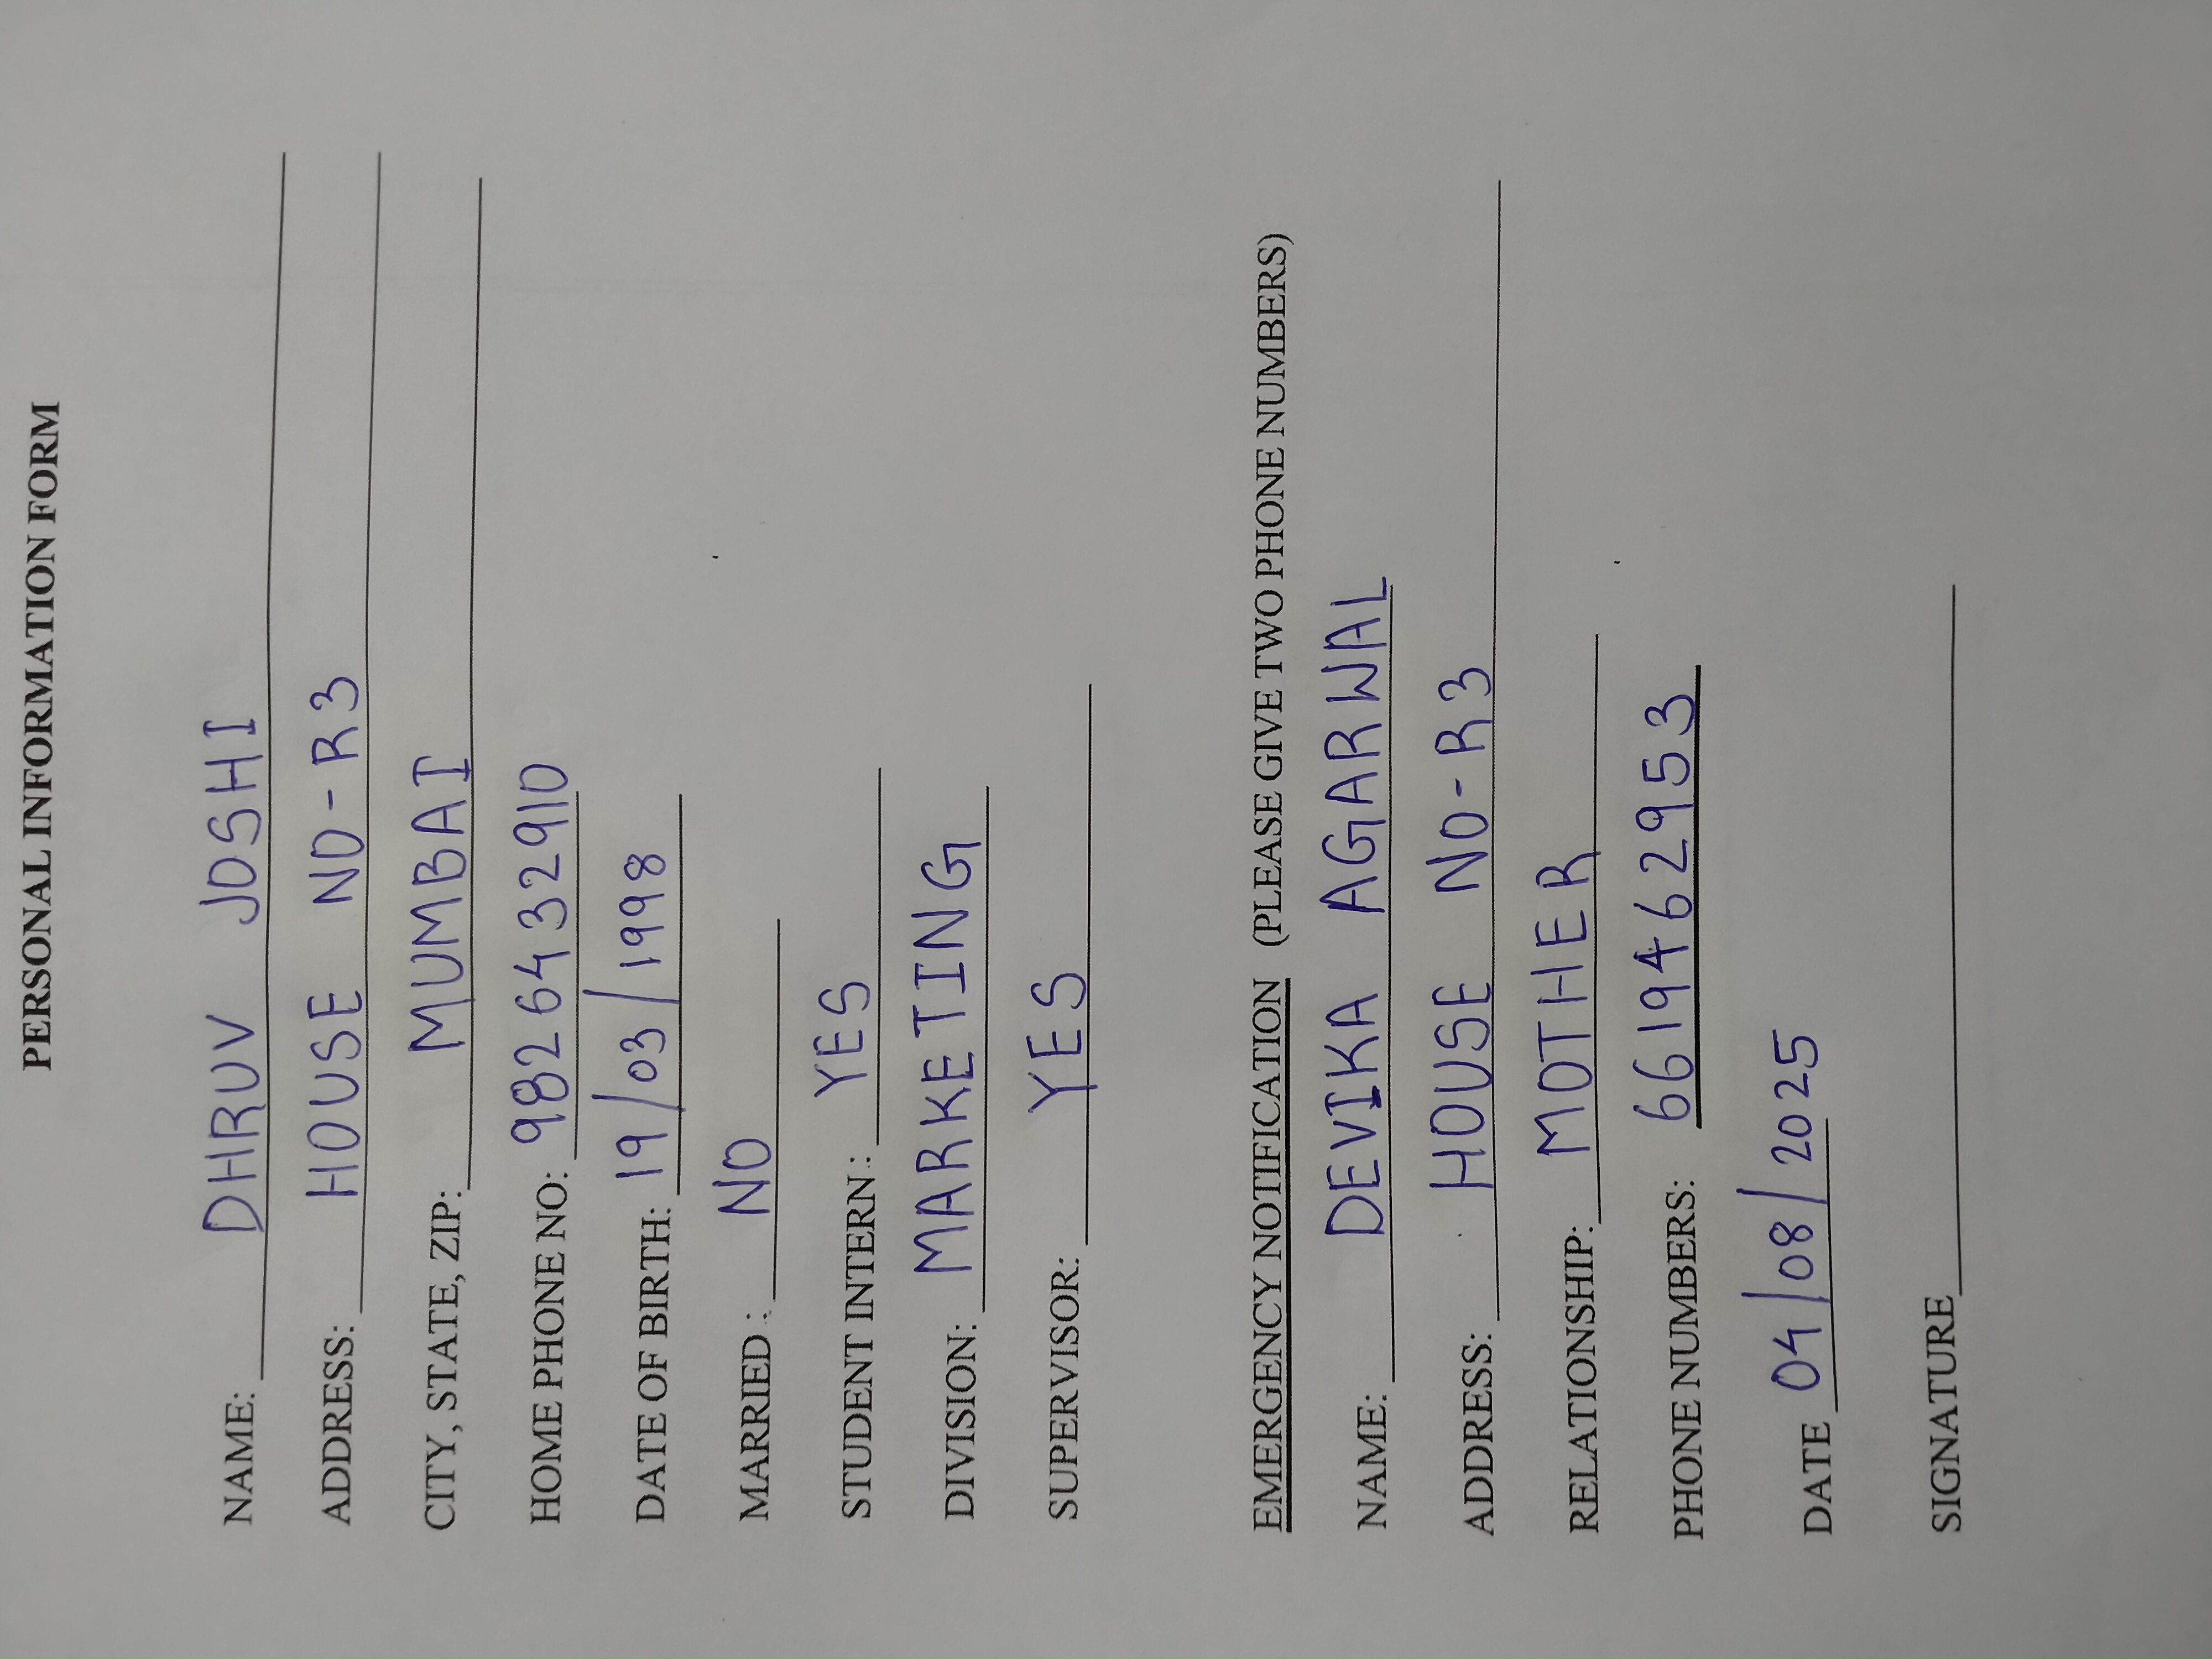 PERSONAL INFORMATION FORM
NAME: DHRUV JOSHI
ADDRESS: HOUSE NO-R3
CITY, STATE, ZIP: MUMBAI
HOME PHONE NO: 9826432910
DATE OF BIRTH: 19/03/1998
MARRIED : NO
STUDENT INTERN : YES
DIVISION: MARKETING
SUPERVISOR: YES
EMERGENCY NOTIFICATION (PLEASE GIVE TWO PHONE NUMBERS)
NAME: DEVIKA AGARWAL
ADDRESS: HOUSE NO-R3
RELATIONSHIP: MOTHER
PHONE NUMBERS: 6619462953
DATE 04/08/2025
SIGNATURE